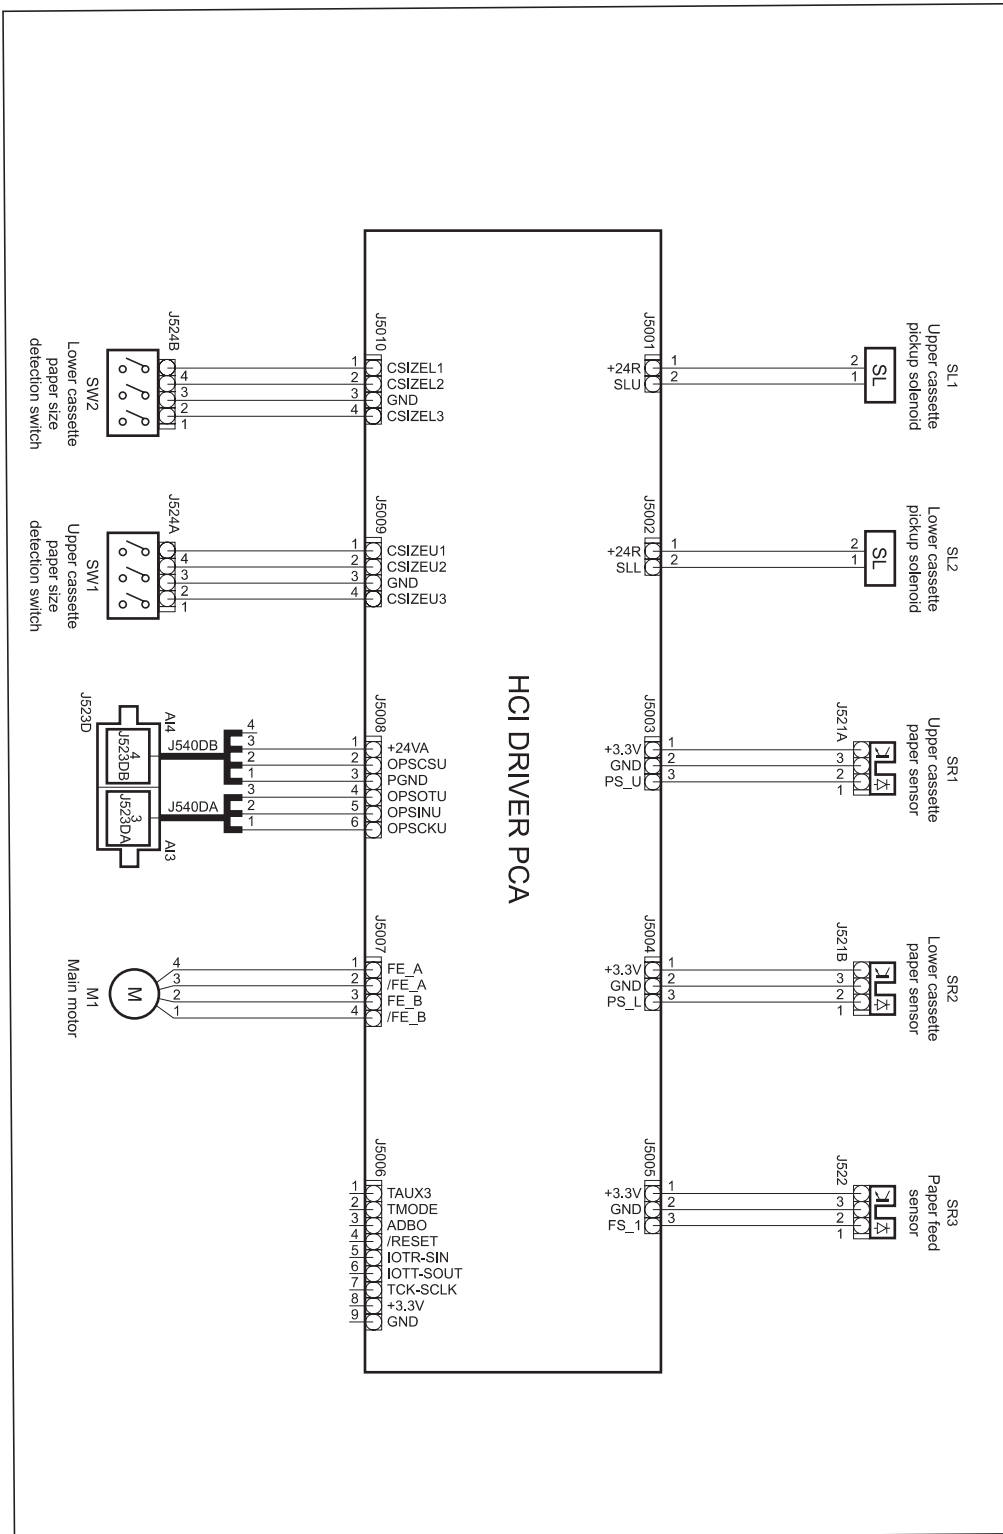 HCI DRIVER PCA
J5010
1 CSIZEL1
2 CSIZEL2
3 GND
4 CSIZEL3
J524B
4
3
2
1
SW2
Lower cassette
paper size
detection switch
J5009
1 CSIZEU1
2 CSIZEU2
3 GND
4 CSIZEU3
J524A
4
3
2
1
SW1
Upper cassette
paper size
detection switch
J5008
1 +24VA
2 OPSCSU
3 PGND
4 OPSOTU
5 OPSINU
6 OPSCKU
4
3
2
1
3
2
1
J540DB
J540DA
AI4
AI3
4
J523DB
3
J523DA
J523D
J5007
1 FE_A
2 /FE_A
3 FE_B
4 /FE_B
4
3
2
1
M
M1
Main motor
J5006
1 TAUX3
2 TMODE
3 ADBO
4 /RESET
5 IOTR-SIN
6 IOTT-SOUT
7 TCK-SCLK
8 +3.3V
9 GND
J5001
+24R 1
SLU 2
2
1
SL
SL1
Upper cassette
pickup solenoid
J5002
+24R 1
SLL 2
2
1
SL
SL2
Lower cassette
pickup solenoid
J5003
+3.3V 1
GND 2
PS_U 3
J521A
3
2
1
SR1
Upper cassette
paper sensor
J5004
+3.3V 1
GND 2
PS_L 3
J521B
3
2
1
SR2
Lower cassette
paper sensor
J5005
+3.3V 1
GND 2
FS_1 3
J522
3
2
1
SR3
Paper feed
sensor